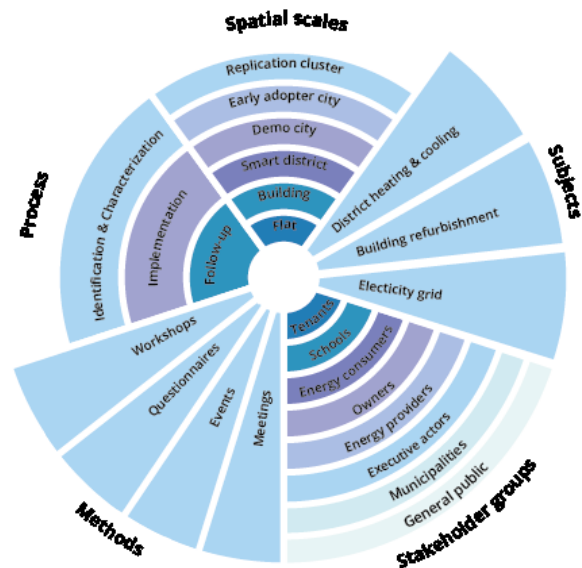 Spatial scales
Replication cluster
Early adopter city
Demo city
Smart district
Building
Flat
Subjects
District heating & cooling
Building refurbishment
Electicity grid
Stakeholder groups
Tenants
Schools
Energy consumers
Owners
Energy providers
Executive actors
Municipalities
General public
Methods
Meetings
Events
Questionnaires
Workshops
Process
Identification & Characterization
Implementation
Follow-up